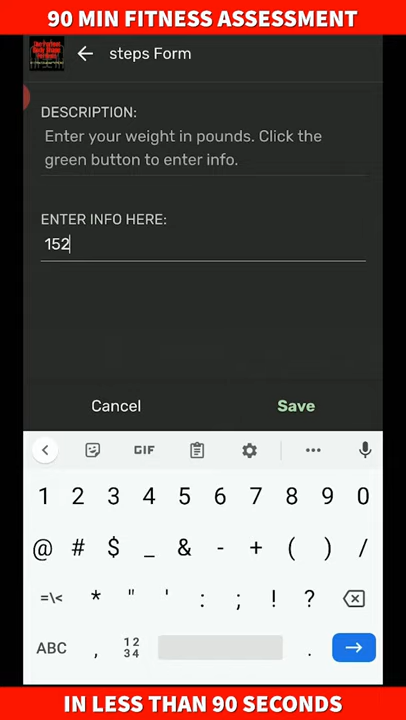 90 MIN FITNESS ASSESSMENT
steps Form
DESCRIPTION:
Enter your weight in pounds. Click the
green button to enter info.
ENTER INFO HERE:
152
Cancel Save
GIF
1 2 3 4 5 6 7 8 9 0
@ # $ _ & - + ( ) /
=\< * " ' : ; ! ?
ABC , 12 34 .
IN LESS THAN 90 SECONDS